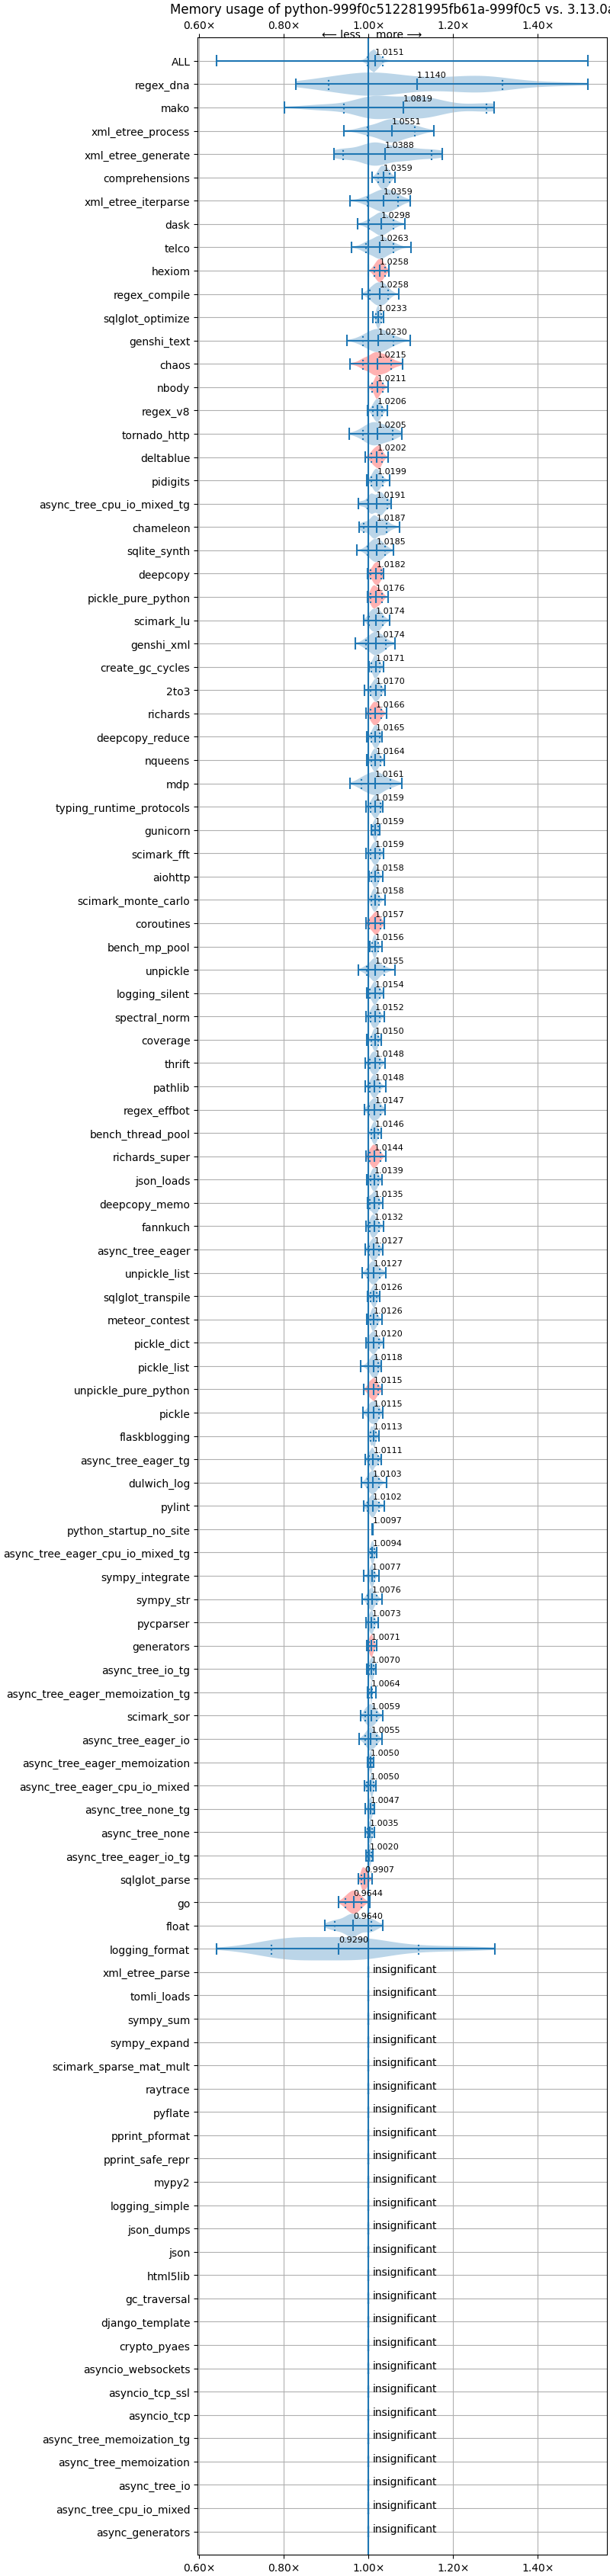 Memory usage of python-999f0c512281995fb61a-999f0c5 vs. 3.13.0a
0.60× 0.80× 1.00× 1.20× 1.40×
⟵ less more ⟶
ALL 1.0151
regex_dna 1.1140
mako 1.0819
xml_etree_process 1.0551
xml_etree_generate 1.0388
comprehensions 1.0359
xml_etree_iterparse 1.0359
dask 1.0298
telco 1.0263
hexiom 1.0258
regex_compile 1.0258
sqlglot_optimize 1.0233
genshi_text 1.0230
chaos 1.0215
nbody 1.0211
regex_v8 1.0206
tornado_http 1.0205
deltablue 1.0202
pidigits 1.0199
async_tree_cpu_io_mixed_tg 1.0191
chameleon 1.0187
sqlite_synth 1.0185
deepcopy 1.0182
pickle_pure_python 1.0176
scimark_lu 1.0174
genshi_xml 1.0174
create_gc_cycles 1.0171
2to3 1.0170
richards 1.0166
deepcopy_reduce 1.0165
nqueens 1.0164
mdp 1.0161
typing_runtime_protocols 1.0159
gunicorn 1.0159
scimark_fft 1.0159
aiohttp 1.0158
scimark_monte_carlo 1.0158
coroutines 1.0157
bench_mp_pool 1.0156
unpickle 1.0155
logging_silent 1.0154
spectral_norm 1.0152
coverage 1.0150
thrift 1.0148
pathlib 1.0148
regex_effbot 1.0147
bench_thread_pool 1.0146
richards_super 1.0144
json_loads 1.0139
deepcopy_memo 1.0135
fannkuch 1.0132
async_tree_eager 1.0127
unpickle_list 1.0127
sqlglot_transpile 1.0126
meteor_contest 1.0126
pickle_dict 1.0120
pickle_list 1.0118
unpickle_pure_python 1.0115
pickle 1.0115
flaskblogging 1.0113
async_tree_eager_tg 1.0111
dulwich_log 1.0103
pylint 1.0102
python_startup_no_site 1.0097
async_tree_eager_cpu_io_mixed_tg 1.0094
sympy_integrate 1.0077
sympy_str 1.0076
pycparser 1.0073
generators 1.0071
async_tree_io_tg 1.0070
async_tree_eager_memoization_tg 1.0064
scimark_sor 1.0059
async_tree_eager_io 1.0055
async_tree_eager_memoization 1.0050
async_tree_eager_cpu_io_mixed 1.0050
async_tree_none_tg 1.0047
async_tree_none 1.0035
async_tree_eager_io_tg 1.0020
sqlglot_parse 0.9907
go 0.9644
float 0.9640
logging_format 0.9290
xml_etree_parse insignificant
tomli_loads insignificant
sympy_sum insignificant
sympy_expand insignificant
scimark_sparse_mat_mult insignificant
raytrace insignificant
pyflate insignificant
pprint_pformat insignificant
pprint_safe_repr insignificant
mypy2 insignificant
logging_simple insignificant
json_dumps insignificant
json insignificant
html5lib insignificant
gc_traversal insignificant
django_template insignificant
crypto_pyaes insignificant
asyncio_websockets insignificant
asyncio_tcp_ssl insignificant
asyncio_tcp insignificant
async_tree_memoization_tg insignificant
async_tree_memoization insignificant
async_tree_io insignificant
async_tree_cpu_io_mixed insignificant
async_generators insignificant
0.60× 0.80× 1.00× 1.20× 1.40×